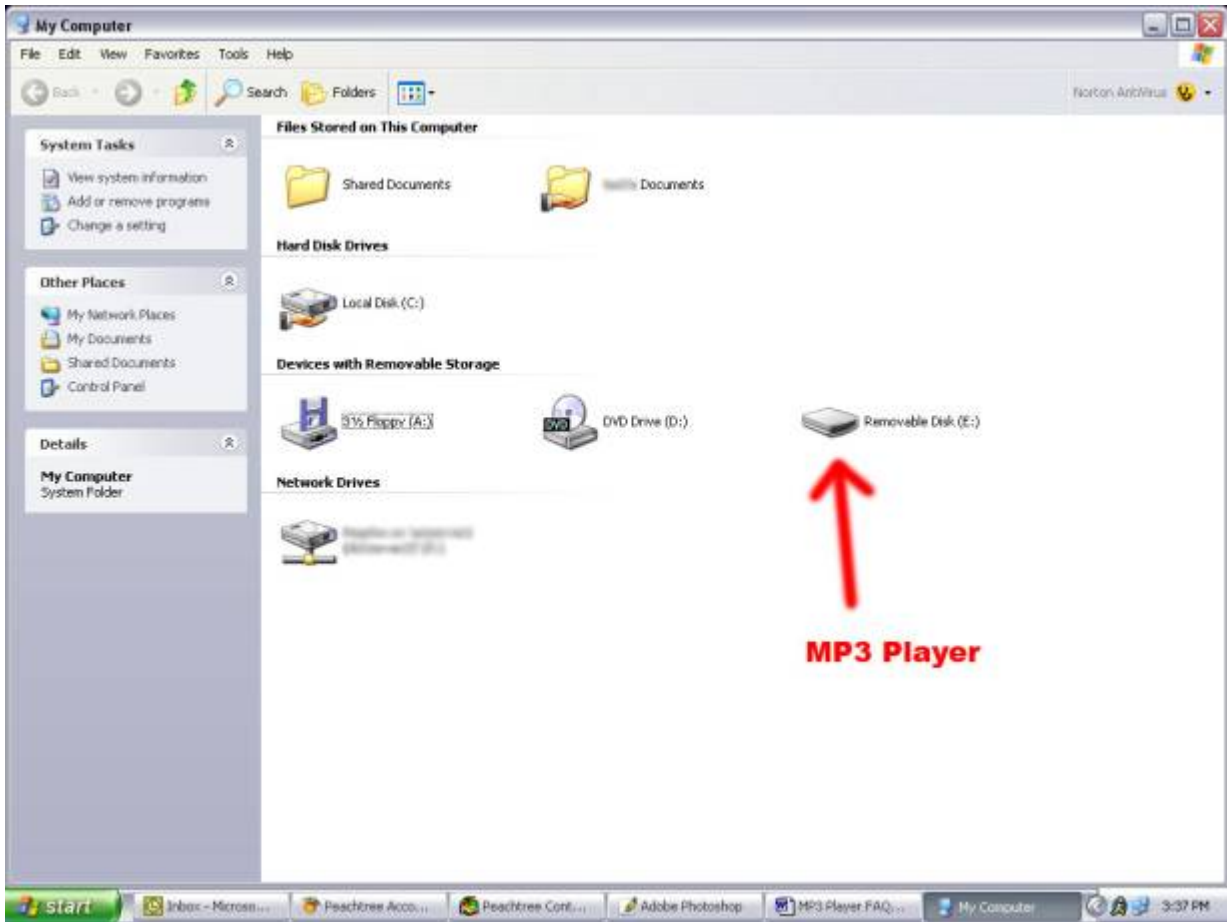 My Computer
File Edit View Favorites Tools Help
Back Search Folders Norton AntiVirus
System Tasks
View system information
Add or remove programs
Change a setting
Other Places
My Network Places
My Documents
Shared Documents
Control Panel
Details
My Computer
System Folder
Files Stored on This Computer
Shared Documents
Documents
Hard Disk Drives
Local Disk (C:)
Devices with Removable Storage
3½ Floppy (A:)
DVD
DVD Drive (D:)
Removable Disk (E:)
Network Drives
MP3 Player
start Inbox - Microso... Peachtree Acco... Peachtree Cont... Adobe Photoshop MP3 Player FAQ... My Computer 3:37 PM